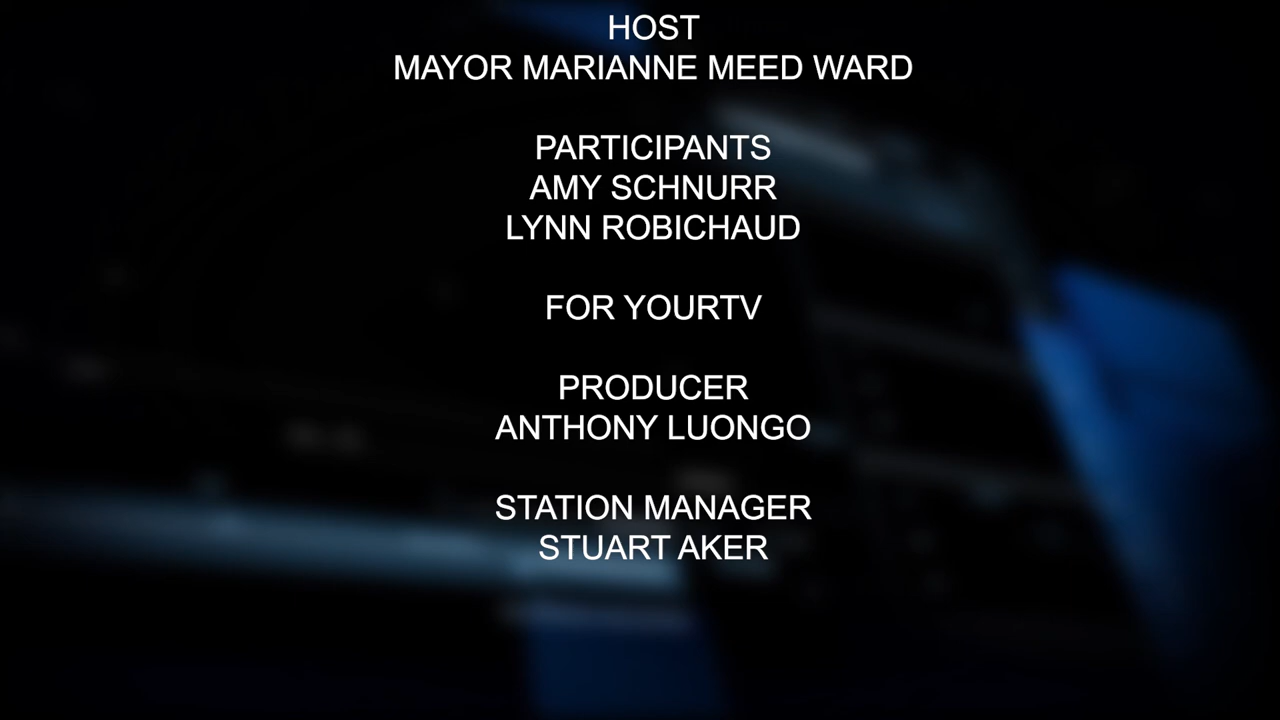 HOST
MAYOR MARIANNE MEED WARD
PARTICIPANTS
AMY SCHNURR
LYNN ROBICHAUD
FOR YOURTV
PRODUCER
ANTHONY LUONGO
STATION MANAGER
STUART AKER